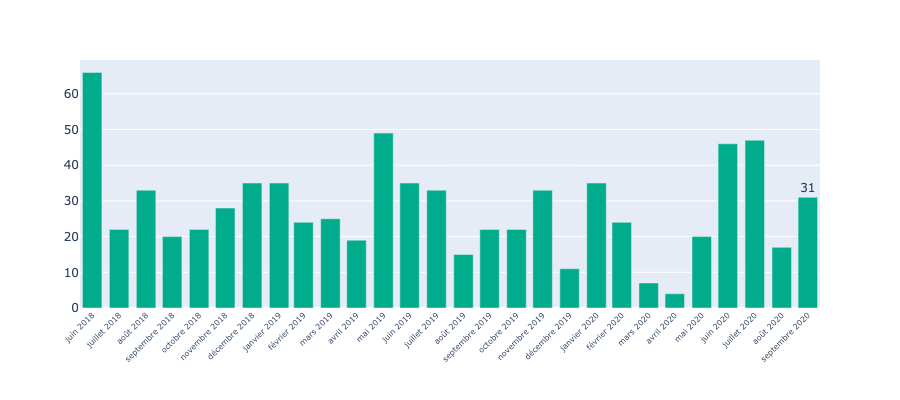 60
50
40
30
20
10
0
31
juin 2018
juillet 2018
août 2018
septembre 2018
octobre 2018
novembre 2018
décembre 2018
janvier 2019
février 2019
mars 2019
avril 2019
mai 2019
juin 2019
juillet 2019
août 2019
septembre 2019
octobre 2019
novembre 2019
décembre 2019
janvier 2020
février 2020
mars 2020
avril 2020
mai 2020
juin 2020
juillet 2020
août 2020
septembre 2020